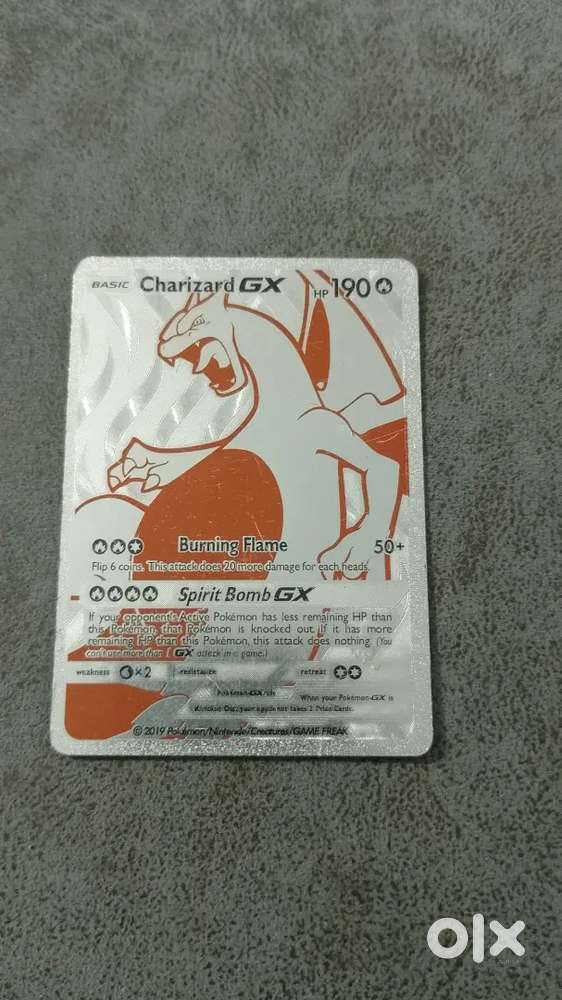 BASIC Charizard GX HP 190
Burning Flame 50+
Flip 6 coins. This attack does 20 more damage for each heads.
Spirit Bomb GX
If your opponent's Active Pokémon has less remaining HP than
this Pokémon, that Pokémon is knocked out. If it has more
remaining HP than this Pokémon, this attack does nothing. (You
can't use more than 1 GX attack in a game.)
weakness ×2 resistance retreat
Pokémon-GX rule When your Pokémon-GX is
Knocked Out, your opponent takes 2 Prize Cards.
© 2019 Pokémon/Nintendo/Creatures/GAME FREAK
olx